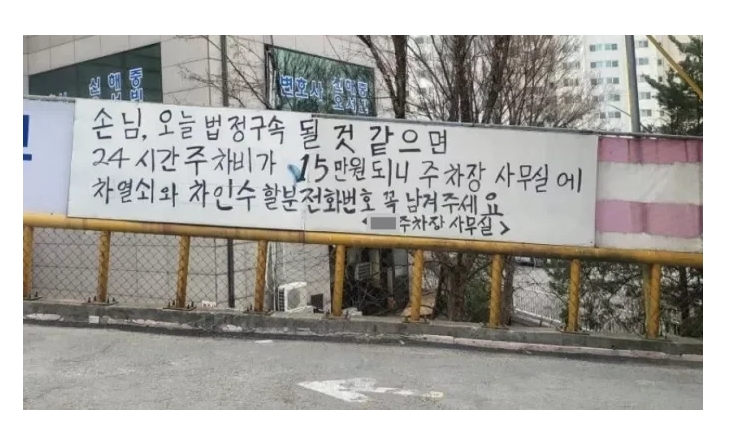 변호사
손님, 오늘 법정구속 될 것 같으면
24시간 주차비가 15만원 되니 주차장 사무실에
차열쇠와 차인수 할분 전화번호 꼭 남겨주세요
< 주차장 사무실>